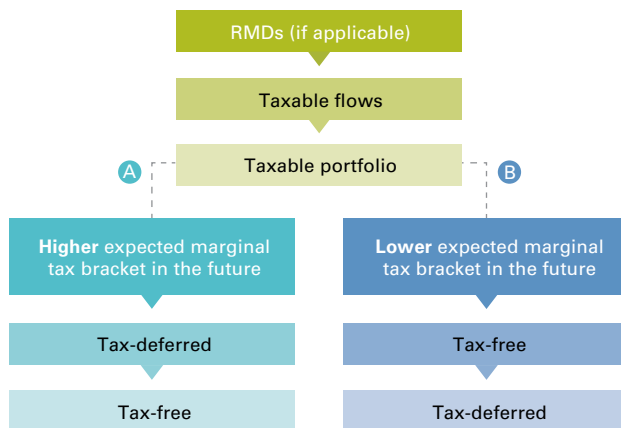 RMDs (if applicable)
Taxable flows
Taxable portfolio
A
B
Higher expected marginal
tax bracket in the future
Tax-deferred
Tax-free
Lower expected marginal
tax bracket in the future
Tax-free
Tax-deferred